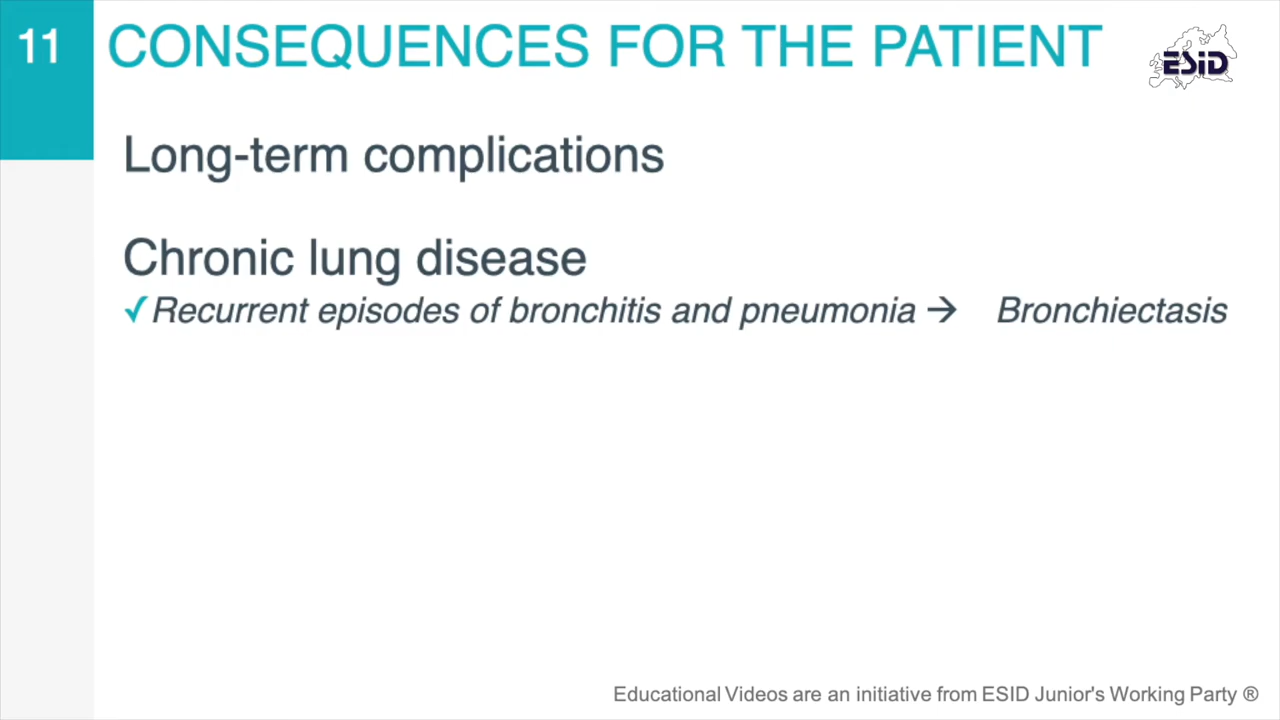 11 CONSEQUENCES FOR THE PATIENT
ESID
Long-term complications
Chronic lung disease
✓Recurrent episodes of bronchitis and pneumonia → Bronchiectasis
Educational Videos are an initiative from ESID Junior's Working Party ®